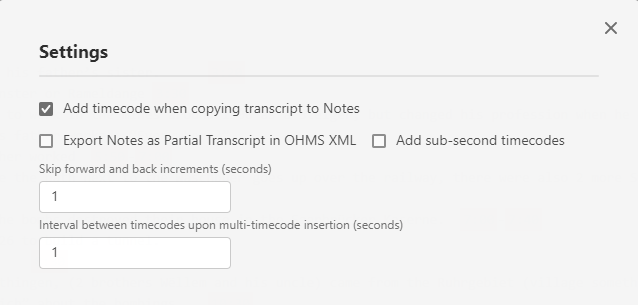 Settings
Add timecode when copying transcript to Notes
Export Notes as Partial Transcript in OHMS XML Add sub-second timecodes
Skip forward and back increments (seconds)
1
Interval between timecodes upon multi-timecode insertion (seconds)
1